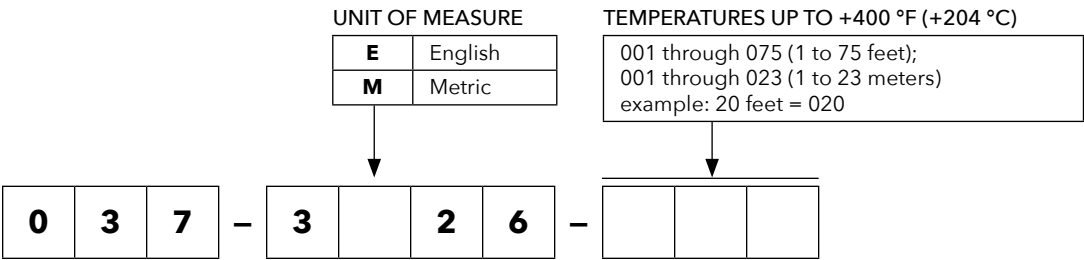 UNIT OF MEASURE
E English
M Metric
TEMPERATURES UP TO +400 °F (+204 °C)
001 through 075 (1 to 75 feet);
001 through 023 (1 to 23 meters)
example: 20 feet = 020
0 3 7 – 3 2 6 –